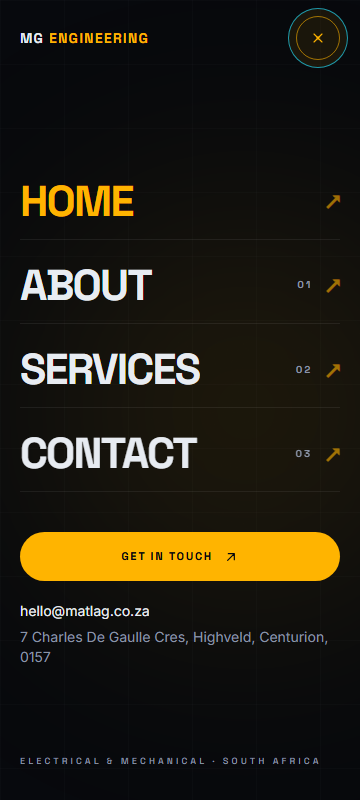 MG ENGINEERING
HOME
ABOUT 01
SERVICES 02
CONTACT 03
GET IN TOUCH
hello@matlag.co.za
7 Charles De Gaulle Cres, Highveld, Centurion,
0157
ELECTRICAL & MECHANICAL · SOUTH AFRICA